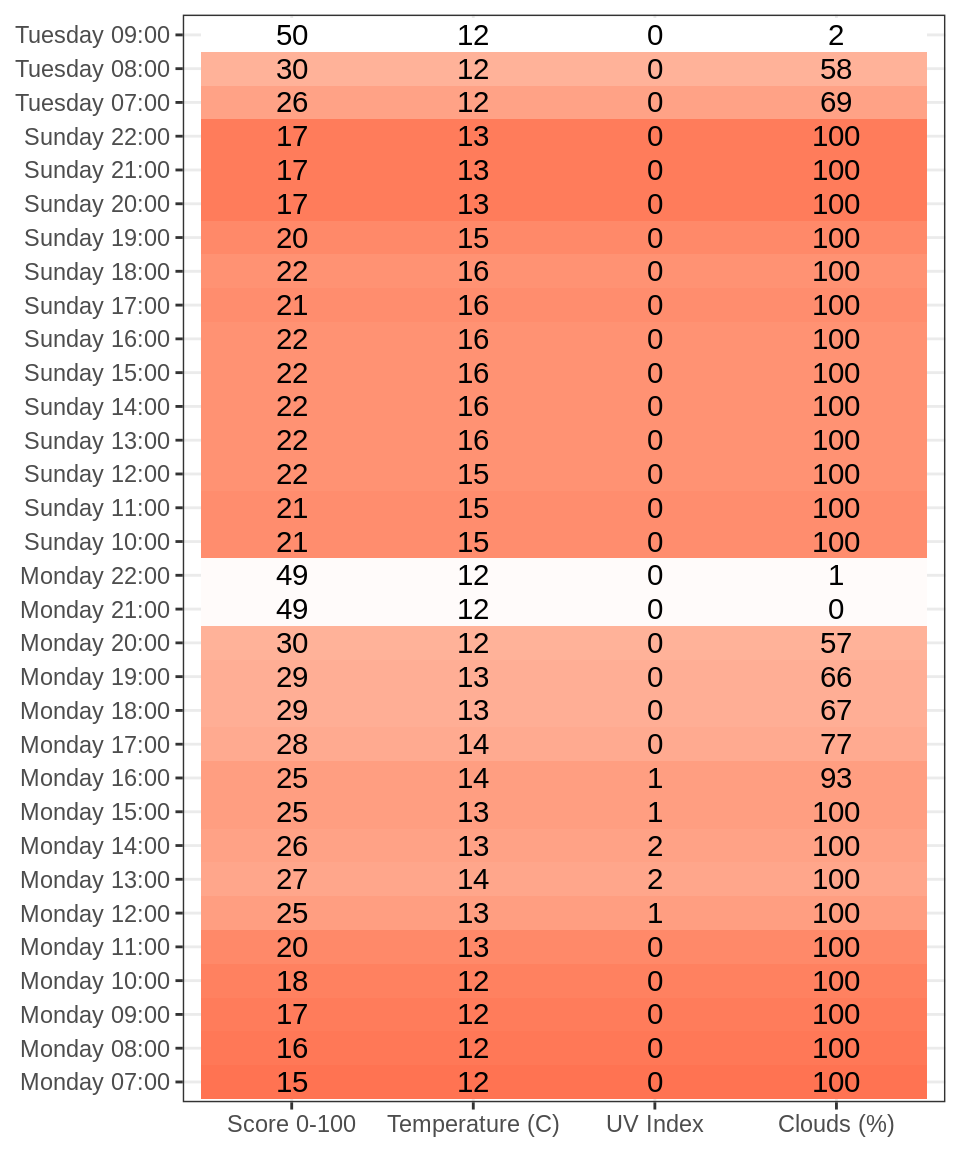 Tuesday 09:00 50 12 0 2
Tuesday 08:00 30 12 0 58
Tuesday 07:00 26 12 0 69
Sunday 22:00 17 13 0 100
Sunday 21:00 17 13 0 100
Sunday 20:00 17 13 0 100
Sunday 19:00 20 15 0 100
Sunday 18:00 22 16 0 100
Sunday 17:00 21 16 0 100
Sunday 16:00 22 16 0 100
Sunday 15:00 22 16 0 100
Sunday 14:00 22 16 0 100
Sunday 13:00 22 16 0 100
Sunday 12:00 22 15 0 100
Sunday 11:00 21 15 0 100
Sunday 10:00 21 15 0 100
Monday 22:00 49 12 0 1
Monday 21:00 49 12 0 0
Monday 20:00 30 12 0 57
Monday 19:00 29 13 0 66
Monday 18:00 29 13 0 67
Monday 17:00 28 14 0 77
Monday 16:00 25 14 1 93
Monday 15:00 25 13 1 100
Monday 14:00 26 13 2 100
Monday 13:00 27 14 2 100
Monday 12:00 25 13 1 100
Monday 11:00 20 13 0 100
Monday 10:00 18 12 0 100
Monday 09:00 17 12 0 100
Monday 08:00 16 12 0 100
Monday 07:00 15 12 0 100
Score 0-100 Temperature (C) UV Index Clouds (%)